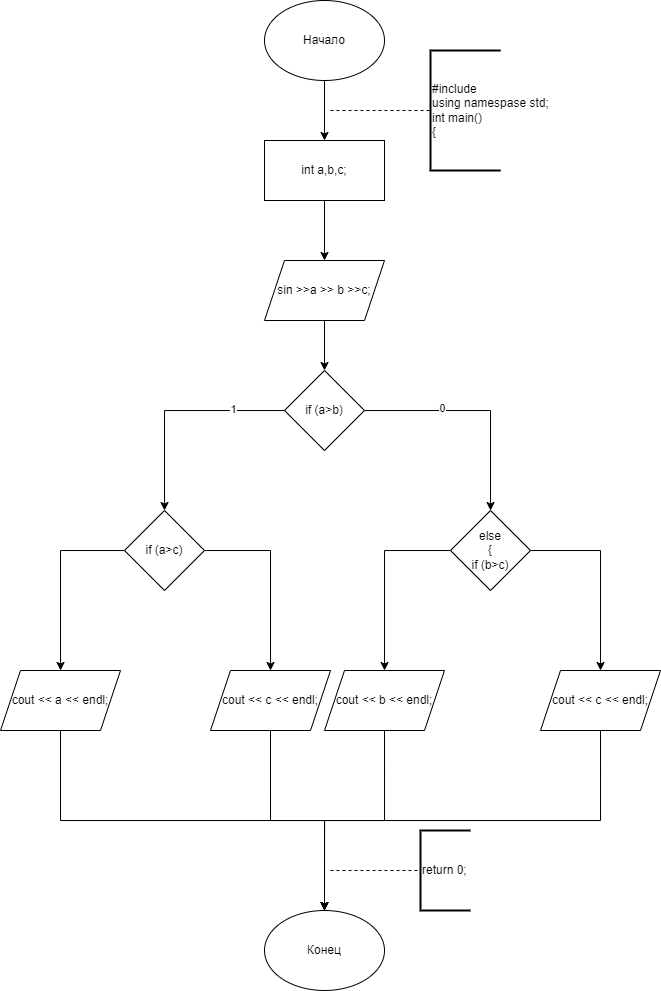 Начало
#include
using namespase std;
int main()
{
int a,b,c;
sin >>a >> b >>c;
if (a>b)
1
0
if (a>c)
else
{
if (b>c)
cout << a << endl;
cout << c << endl;
cout << b << endl;
cout << c << endl;
return 0;
Конец